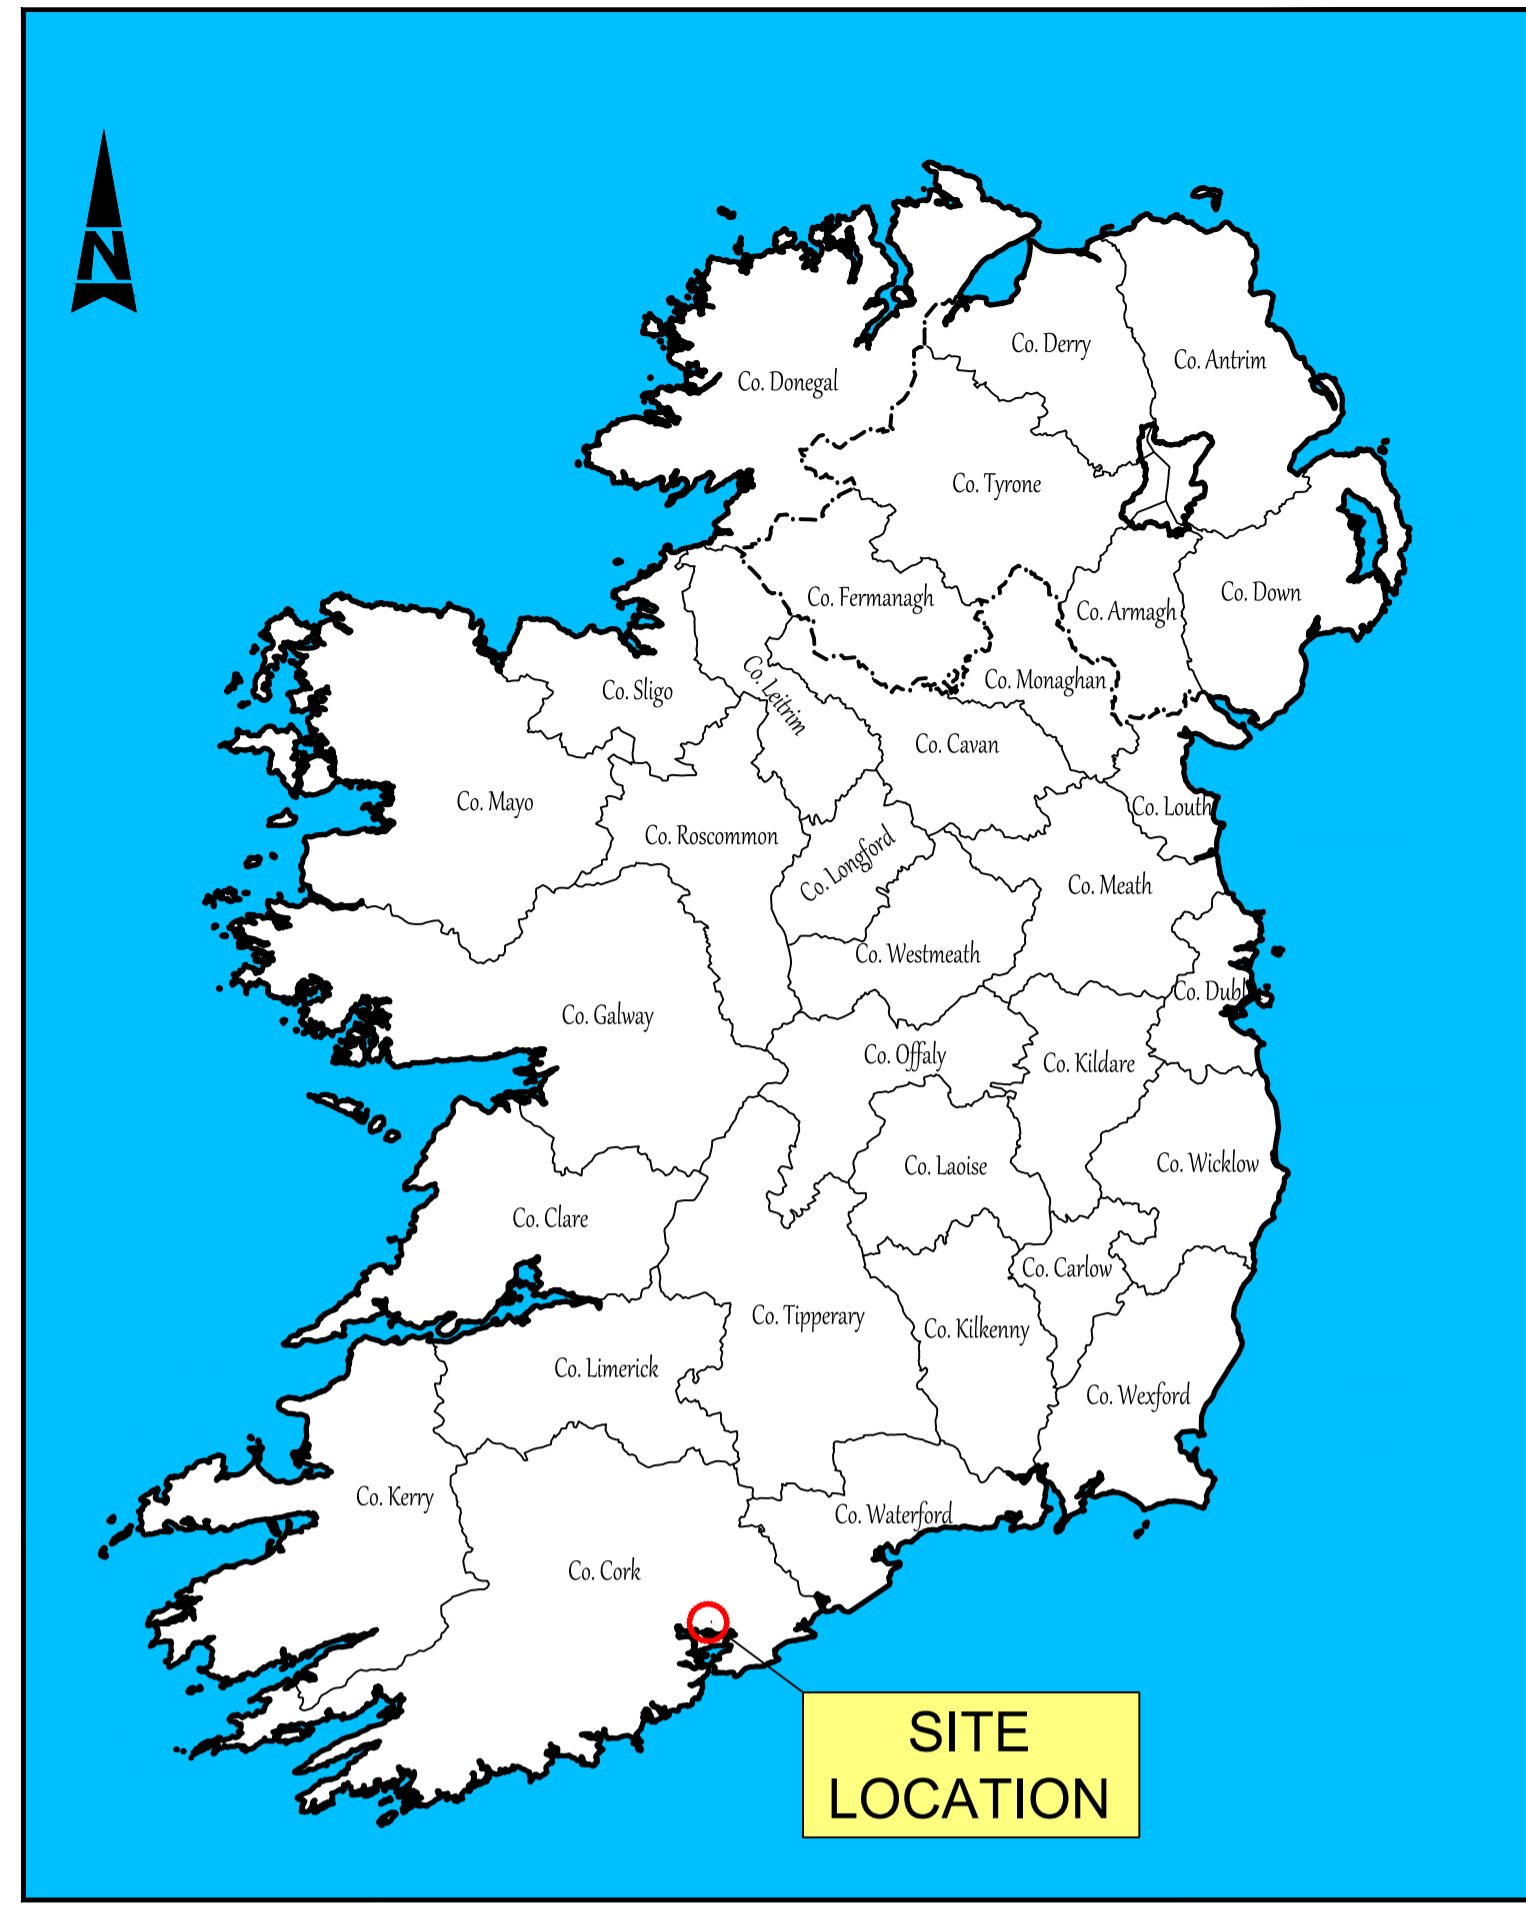 N
Co. Derry
Co. Antrim
Co. Donegal
Co. Tyrone
Co. Fermanagh
Co. Armagh
Co. Down
Co. Monaghan
Co. Sligo
Co. Leitrim
Co. Cavan
Co. Mayo
Co. Roscommon
Co. Louth
Co. Longford
Co. Meath
Co. Westmeath
Co. Dubl
Co. Galway
Co. Offaly
Co. Kildare
Co. Laoise
Co. Wicklow
Co. Clare
Co. Carlow
Co. Tipperary
Co. Kilkenny
Co. Limerick
Co. Wexford
Co. Kerry
Co. Waterford
Co. Cork
SITE
LOCATION